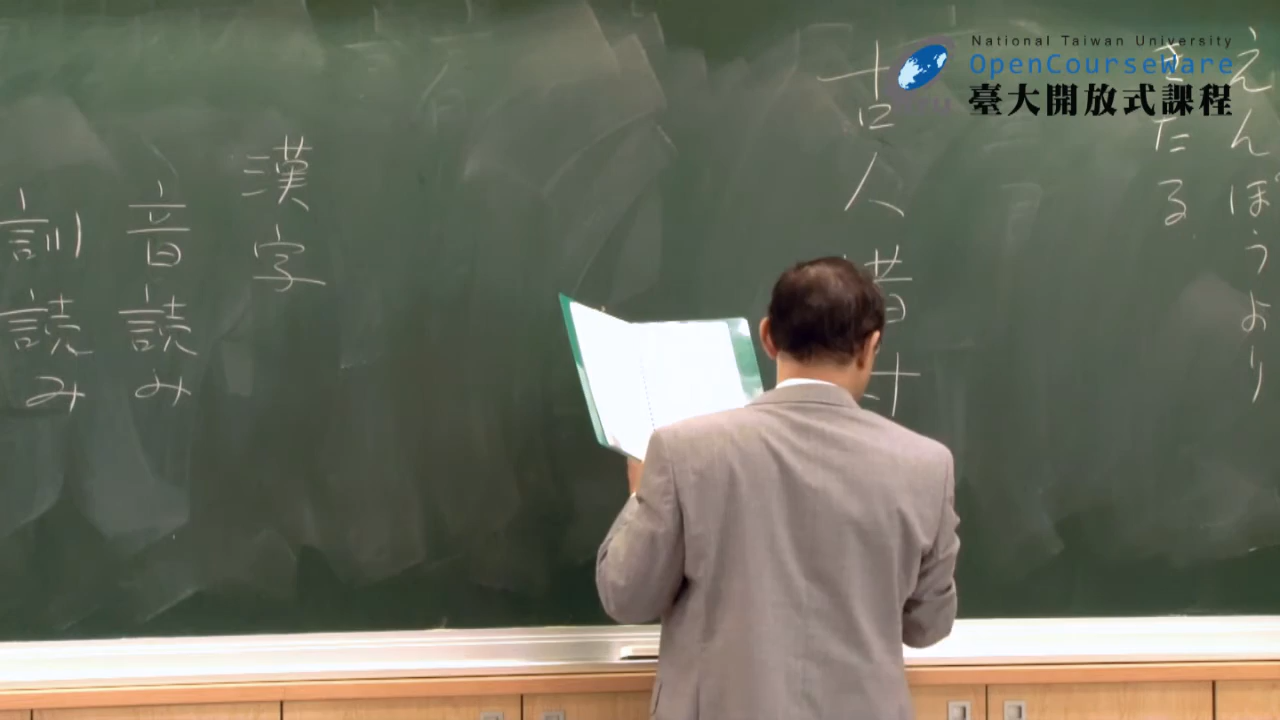 National Taiwan University
OpenCourseWare
臺大開放式課程
えんぽうより
きたる
古人昔
漢字
音読み
訓読み